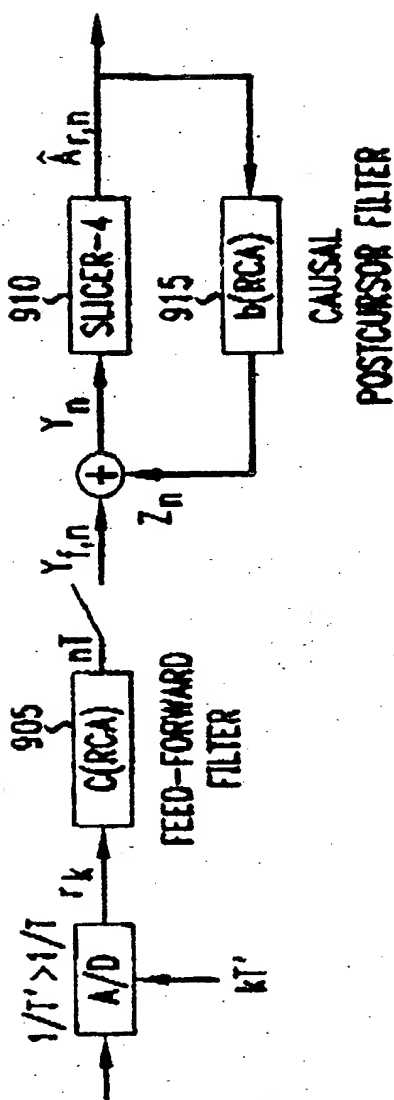 1/T'>1/T
A/D
kT'
r_k
905
C(RCA)
FEED-FORWARD
FILTER
nT
Y_f,n
+
Y_n
Z_n
910
SLICER-4
Â_r,n
915
b(RCA)
CAUSAL
POSTCURSOR FILTER